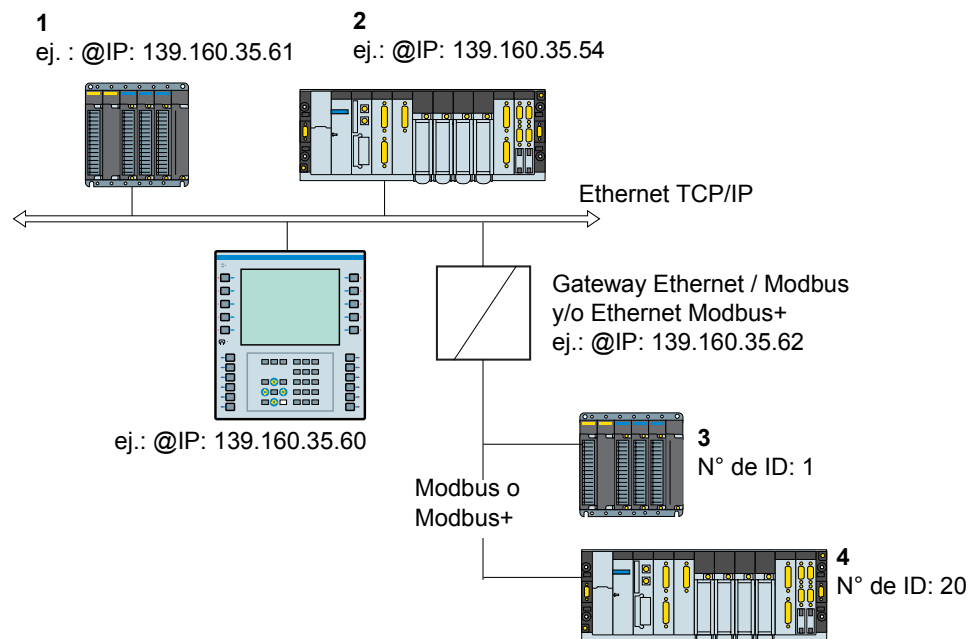 1
ej. : @IP: 139.160.35.61
2
ej.: @IP: 139.160.35.54
Ethernet TCP/IP
Gateway Ethernet / Modbus
y/o Ethernet Modbus+
ej.: @IP: 139.160.35.62
ej.: @IP: 139.160.35.60
3
N° de ID: 1
Modbus o
Modbus+
4
N° de ID: 20